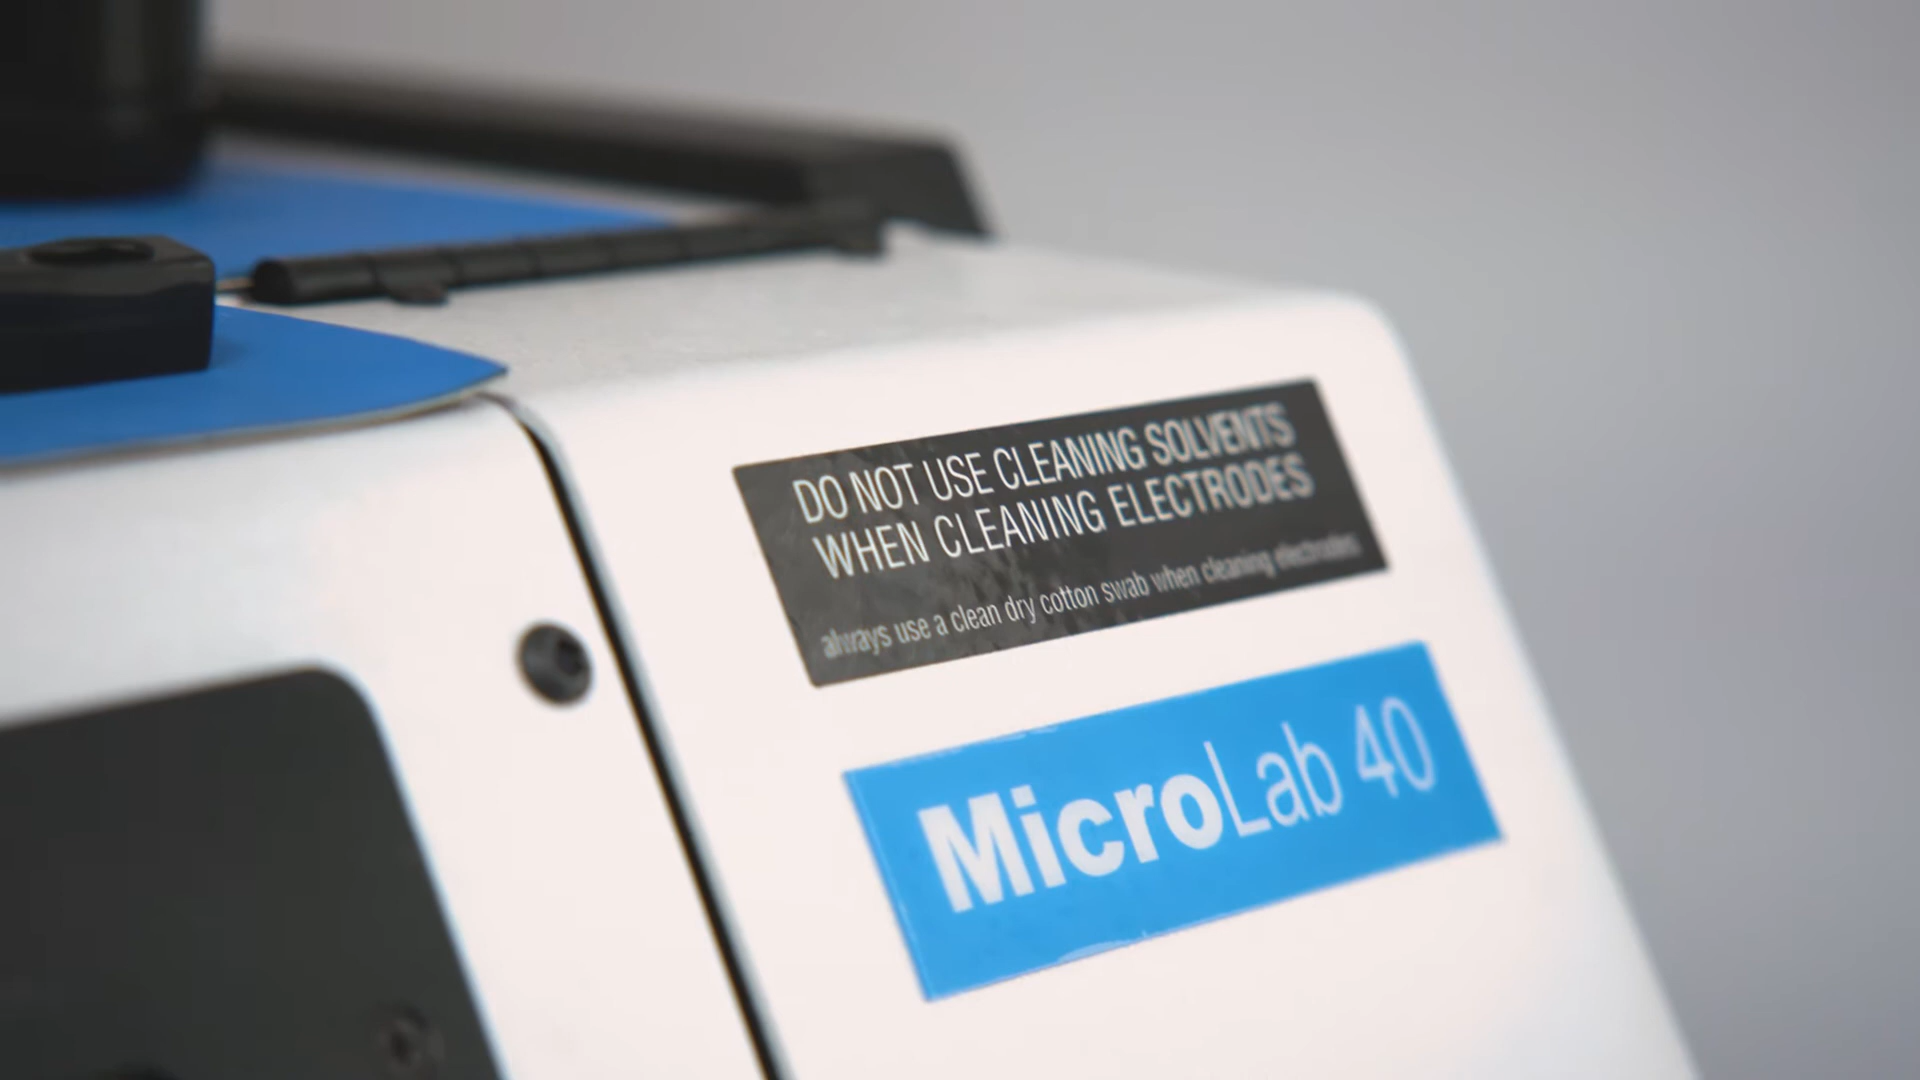 DO NOT USE CLEANING SOLVENTS
WHEN CLEANING ELECTRODES
always use a clean dry cotton swab when cleaning electrodes
MicroLab 40